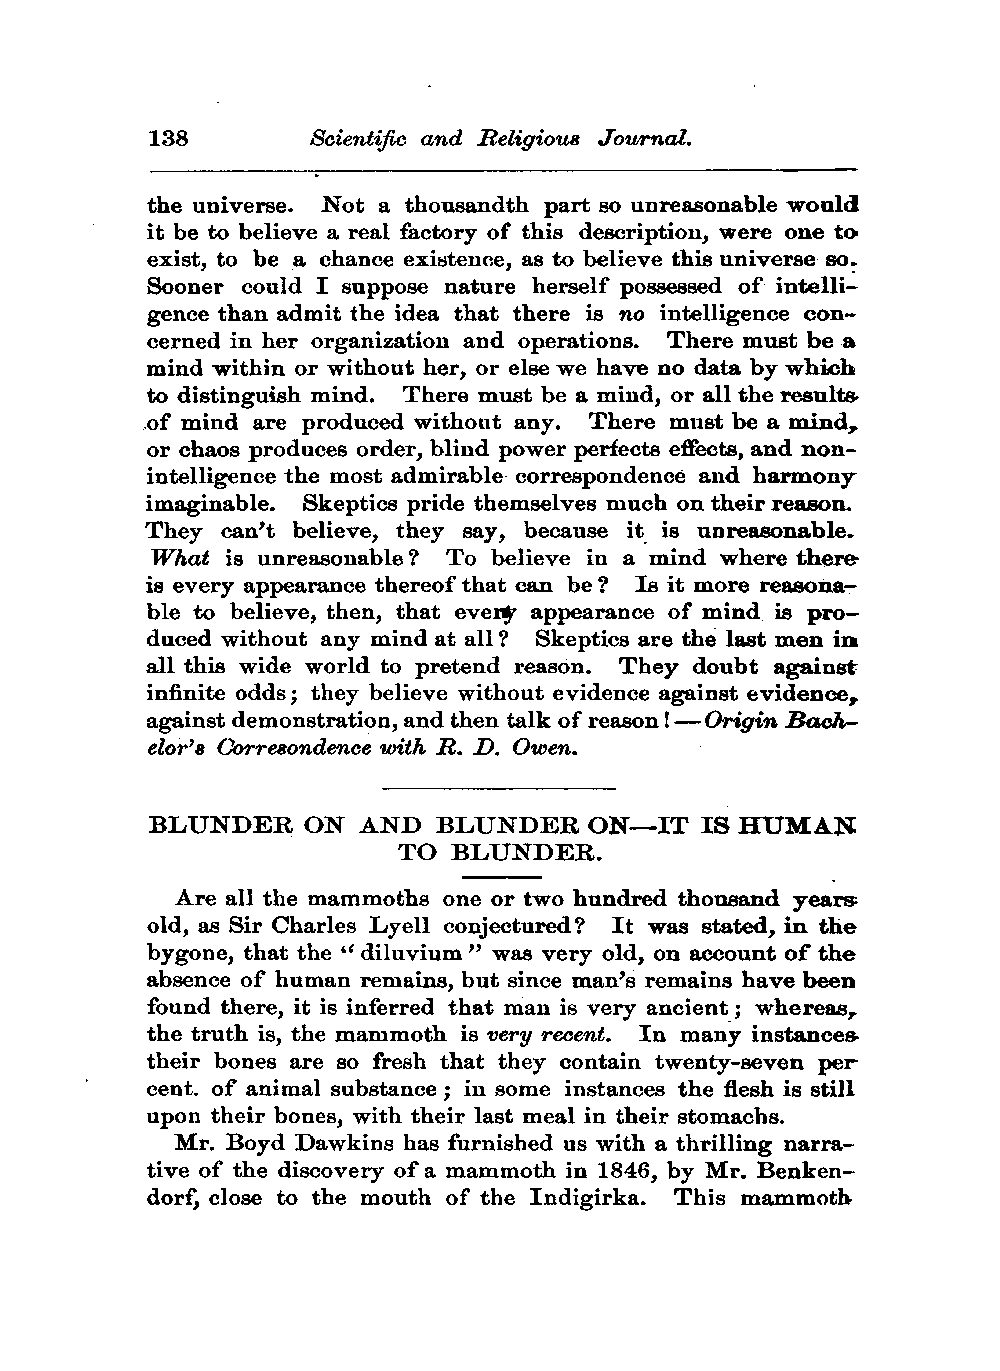 138 Scientific and Religious Journal.
the universe. Not a thousandth part so unreasonable would
it be to believe a real factory of this description, were one to
exist, to be a chance existence, as to believe this universe so.
Sooner could I suppose nature herself possessed of intelli-
gence than admit the idea that there is no intelligence con-
cerned in her organization and operations. There must be a
mind within or without her, or else we have no data by which
to distinguish mind. There must be a mind, or all the results
of mind are produced without any. There must be a mind,
or chaos produces order, blind power perfects effects, and non-
intelligence the most admirable correspondence and harmony
imaginable. Skeptics pride themselves much on their reason.
They can't believe, they say, because it is unreasonable.
What is unreasonable? To believe in a mind where there
is every appearance thereof that can be? Is it more reasona-
ble to believe, then, that every appearance of mind is pro-
duced without any mind at all? Skeptics are the last men in
all this wide world to pretend reason. They doubt against
infinite odds; they believe without evidence against evidence,
against demonstration, and then talk of reason!—Origin Bach-
elor's Corresondence with R. D. Owen.
BLUNDER ON AND BLUNDER ON—IT IS HUMAN
TO BLUNDER.
Are all the mammoths one or two hundred thousand years
old, as Sir Charles Lyell conjectured? It was stated, in the
bygone, that the "diluvium" was very old, on account of the
absence of human remains, but since man's remains have been
found there, it is inferred that man is very ancient; whereas,
the truth is, the mammoth is very recent. In many instances
their bones are so fresh that they contain twenty-seven per
cent. of animal substance; in some instances the flesh is still
upon their bones, with their last meal in their stomachs.
Mr. Boyd Dawkins has furnished us with a thrilling narra-
tive of the discovery of a mammoth in 1846, by Mr. Benken-
dorf, close to the mouth of the Indigirka. This mammoth